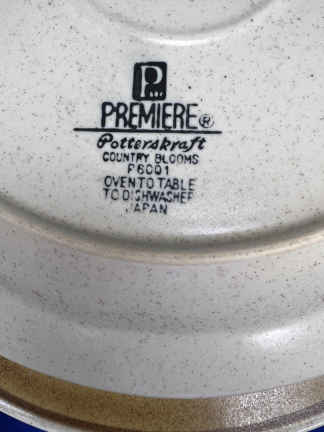 P
PREMIERE®
Potterskraft
COUNTRY BLOOMS
P6001
OVEN TO TABLE
TO DISHWASHER
JAPAN